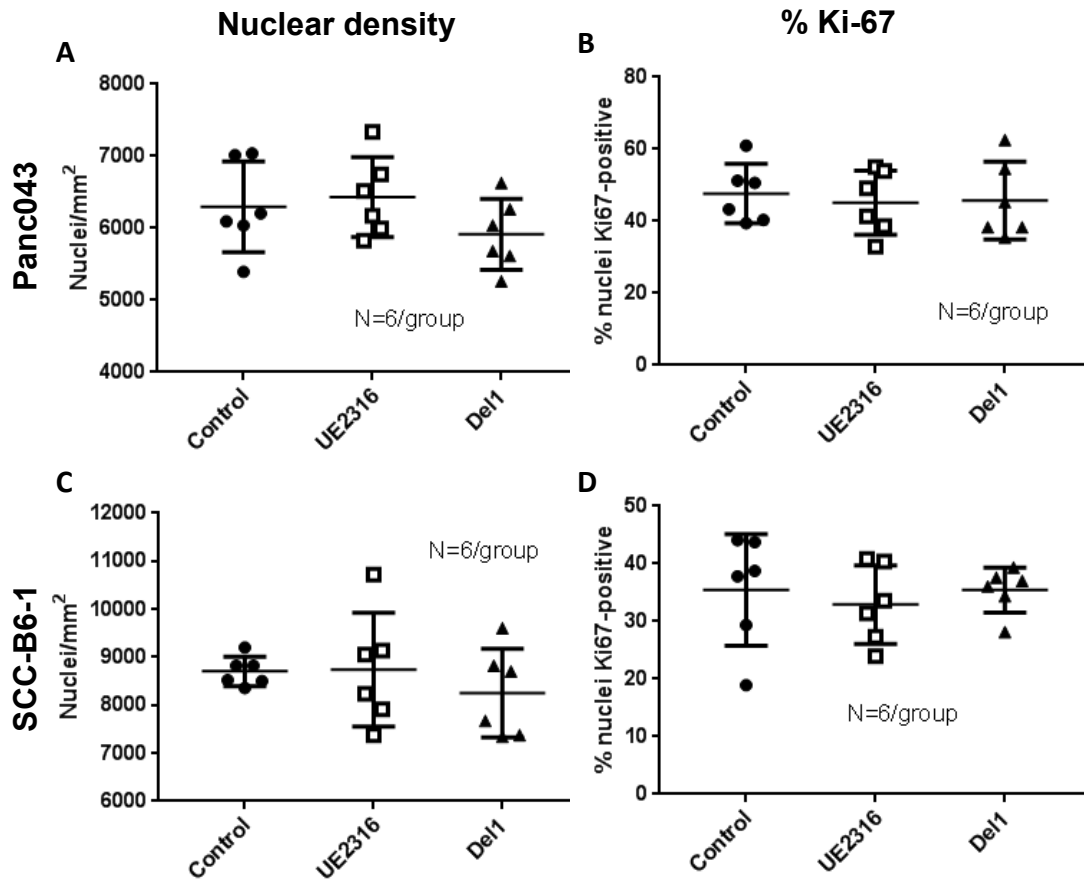 Nuclear density
% Ki-67
Panc043
A
Nuclei/mm²
8000
7000
6000
5000
4000
N=6/group
Control
UE2316
Del1
B
% nuclei Ki67-positive
80
60
40
20
0
N=6/group
Control
UE2316
Del1
SCC-B6-1
C
Nuclei/mm²
12000
11000
10000
9000
8000
7000
6000
N=6/group
Control
UE2316
Del1
D
% nuclei Ki67-positive
50
40
30
20
10
0
N=6/group
Control
UE2316
Del1